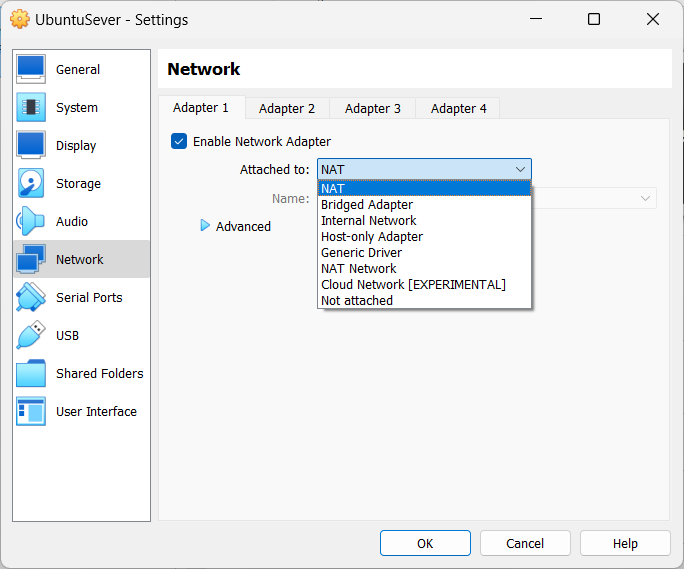 UbuntuSever - Settings
General
System
Display
Storage
Audio
Network
Serial Ports
USB
Shared Folders
User Interface
Network
Adapter 1 Adapter 2 Adapter 3 Adapter 4
Enable Network Adapter
Attached to: NAT
Name:
Advanced
NAT
Bridged Adapter
Internal Network
Host-only Adapter
Generic Driver
NAT Network
Cloud Network [EXPERIMENTAL]
Not attached
OK Cancel Help